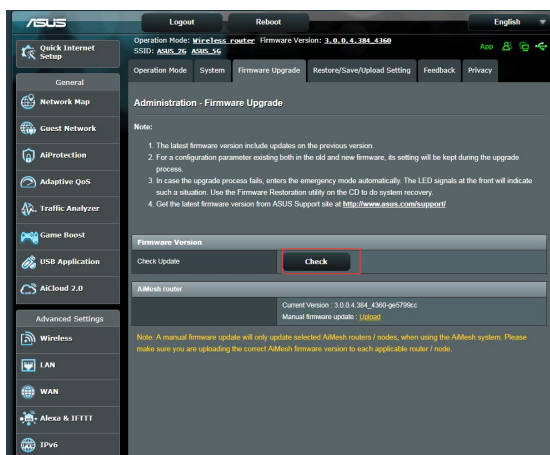 ASUS
Logout
Reboot
English
Operation Mode: Wireless router Firmware Version: 3.0.0.4.384_4360
SSID: ASUS_2G ASUS_5G
App
Quick Internet
Setup
General
Network Map
Guest Network
AiProtection
Adaptive QoS
Traffic Analyzer
Game Boost
USB Application
AiCloud 2.0
Advanced Settings
Wireless
LAN
WAN
Alexa & IFTTT
IPv6
Operation Mode
System
Firmware Upgrade
Restore/Save/Upload Setting
Feedback
Privacy
Administration - Firmware Upgrade
Note:
1. The latest firmware version include updates on the previous version.
2. For a configuration parameter existing both in the old and new firmware, its setting will be kept during the upgrade
process.
3. In case the upgrade process fails, enters the emergency mode automatically. The LED signals at the front will indicate
such a situation. Use the Firmware Restoration utility on the CD to do system recovery.
4. Get the latest firmware version from ASUS Support site at http://www.asus.com/support/
Firmware Version
Check Update
Check
AiMesh router
Current Version : 3.0.0.4.384_4360-ge5799cc
Manual firmware update : Upload
Note: A manual firmware update will only update selected AiMesh routers / nodes, when using the AiMesh system. Please
make sure you are uploading the correct AiMesh firmware version to each applicable router / node.